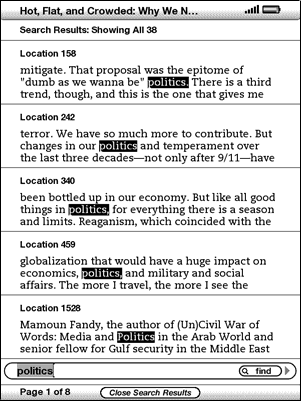 Hot, Flat, and Crowded: Why We N...
Search Results: Showing All 38
Location 158
mitigate. That proposal was the epitome of
"dumb as we wanna be" politics. There is a third
trend, though, and this is the one that gives me
Location 242
terror. We have so much more to contribute. But
changes in our politics and temperament over
the last three decades—not only after 9/11—have
Location 340
been bottled up in our economy. But like all good
things in politics, for everything there is a season
and limits. Reaganism, which coincided with the
Location 459
globalization that would have a huge impact on
economics, politics, and military and social
affairs. The more I travel, the more I see the
Location 1528
Mamoun Fandy, the author of (Un)Civil War of
Words: Media and Politics in the Arab World and
senior fellow for Gulf security in the Middle East
politics find
Page 1 of 8 Close Search Results